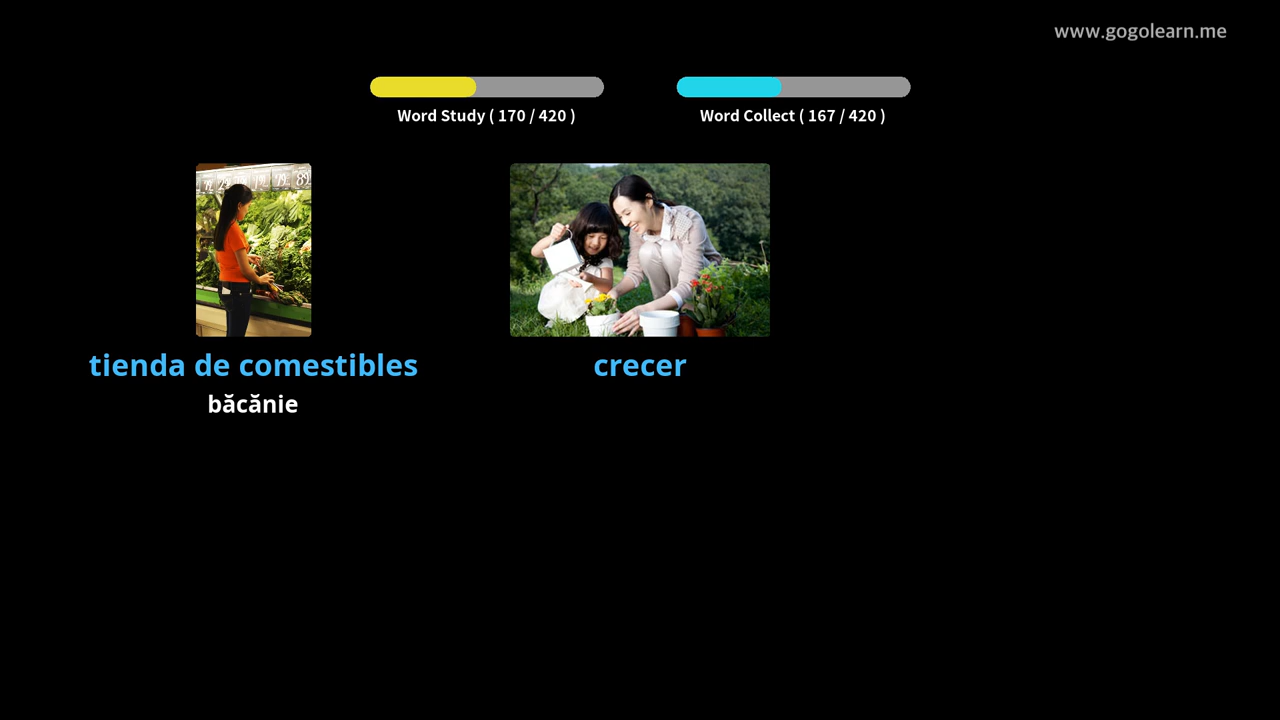 www.gogolearn.me
Word Study ( 170 / 420 )
Word Collect ( 167 / 420 )
tienda de comestibles
crecer
băcănie